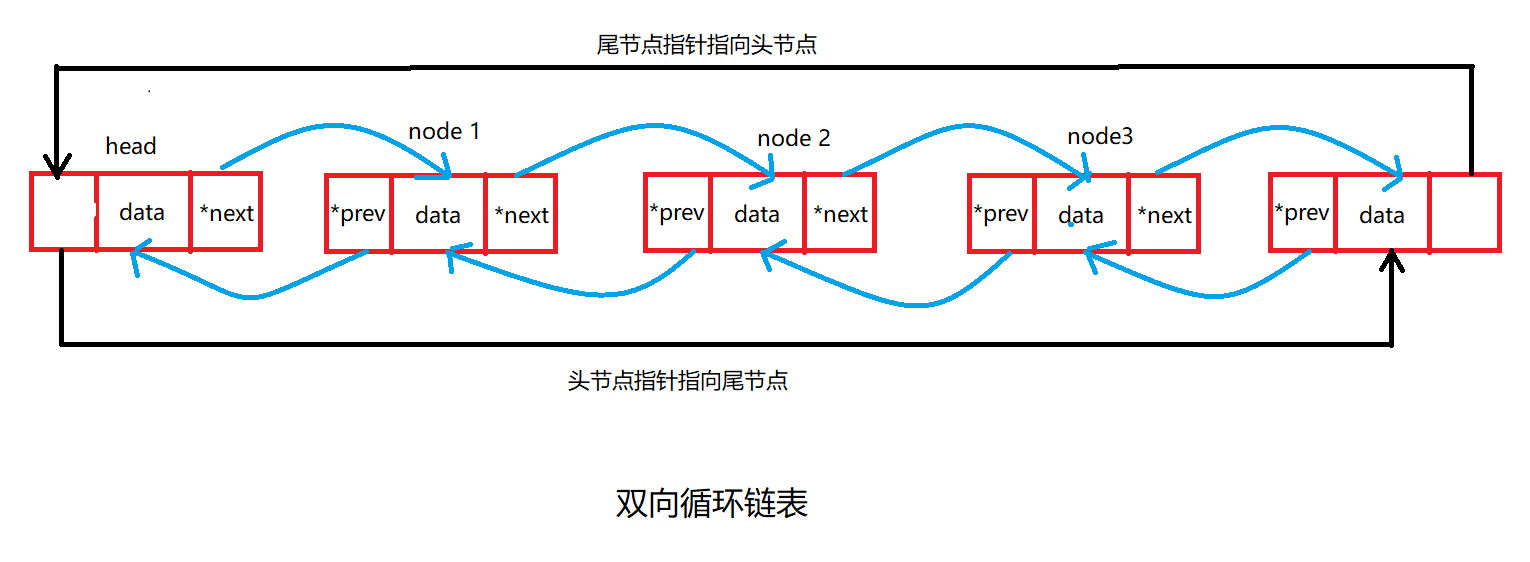 尾节点指针指向头节点
head
node 1
node 2
node3
data
*next
*prev
data
*next
*prev
data
*next
*prev
data
*next
*prev
data
头节点指针指向尾节点
双向循环链表